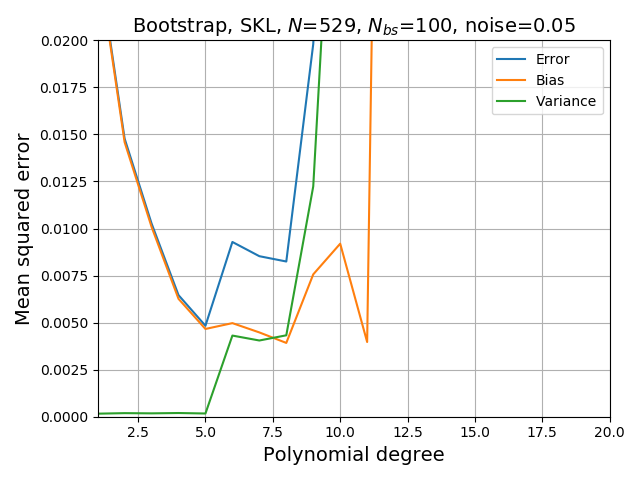 Bootstrap, SKL, N=529, N_bs=100, noise=0.05
Error
Bias
Variance
Mean squared error
0.0200
0.0175
0.0150
0.0125
0.0100
0.0075
0.0050
0.0025
0.0000
2.5 5.0 7.5 10.0 12.5 15.0 17.5 20.0
Polynomial degree